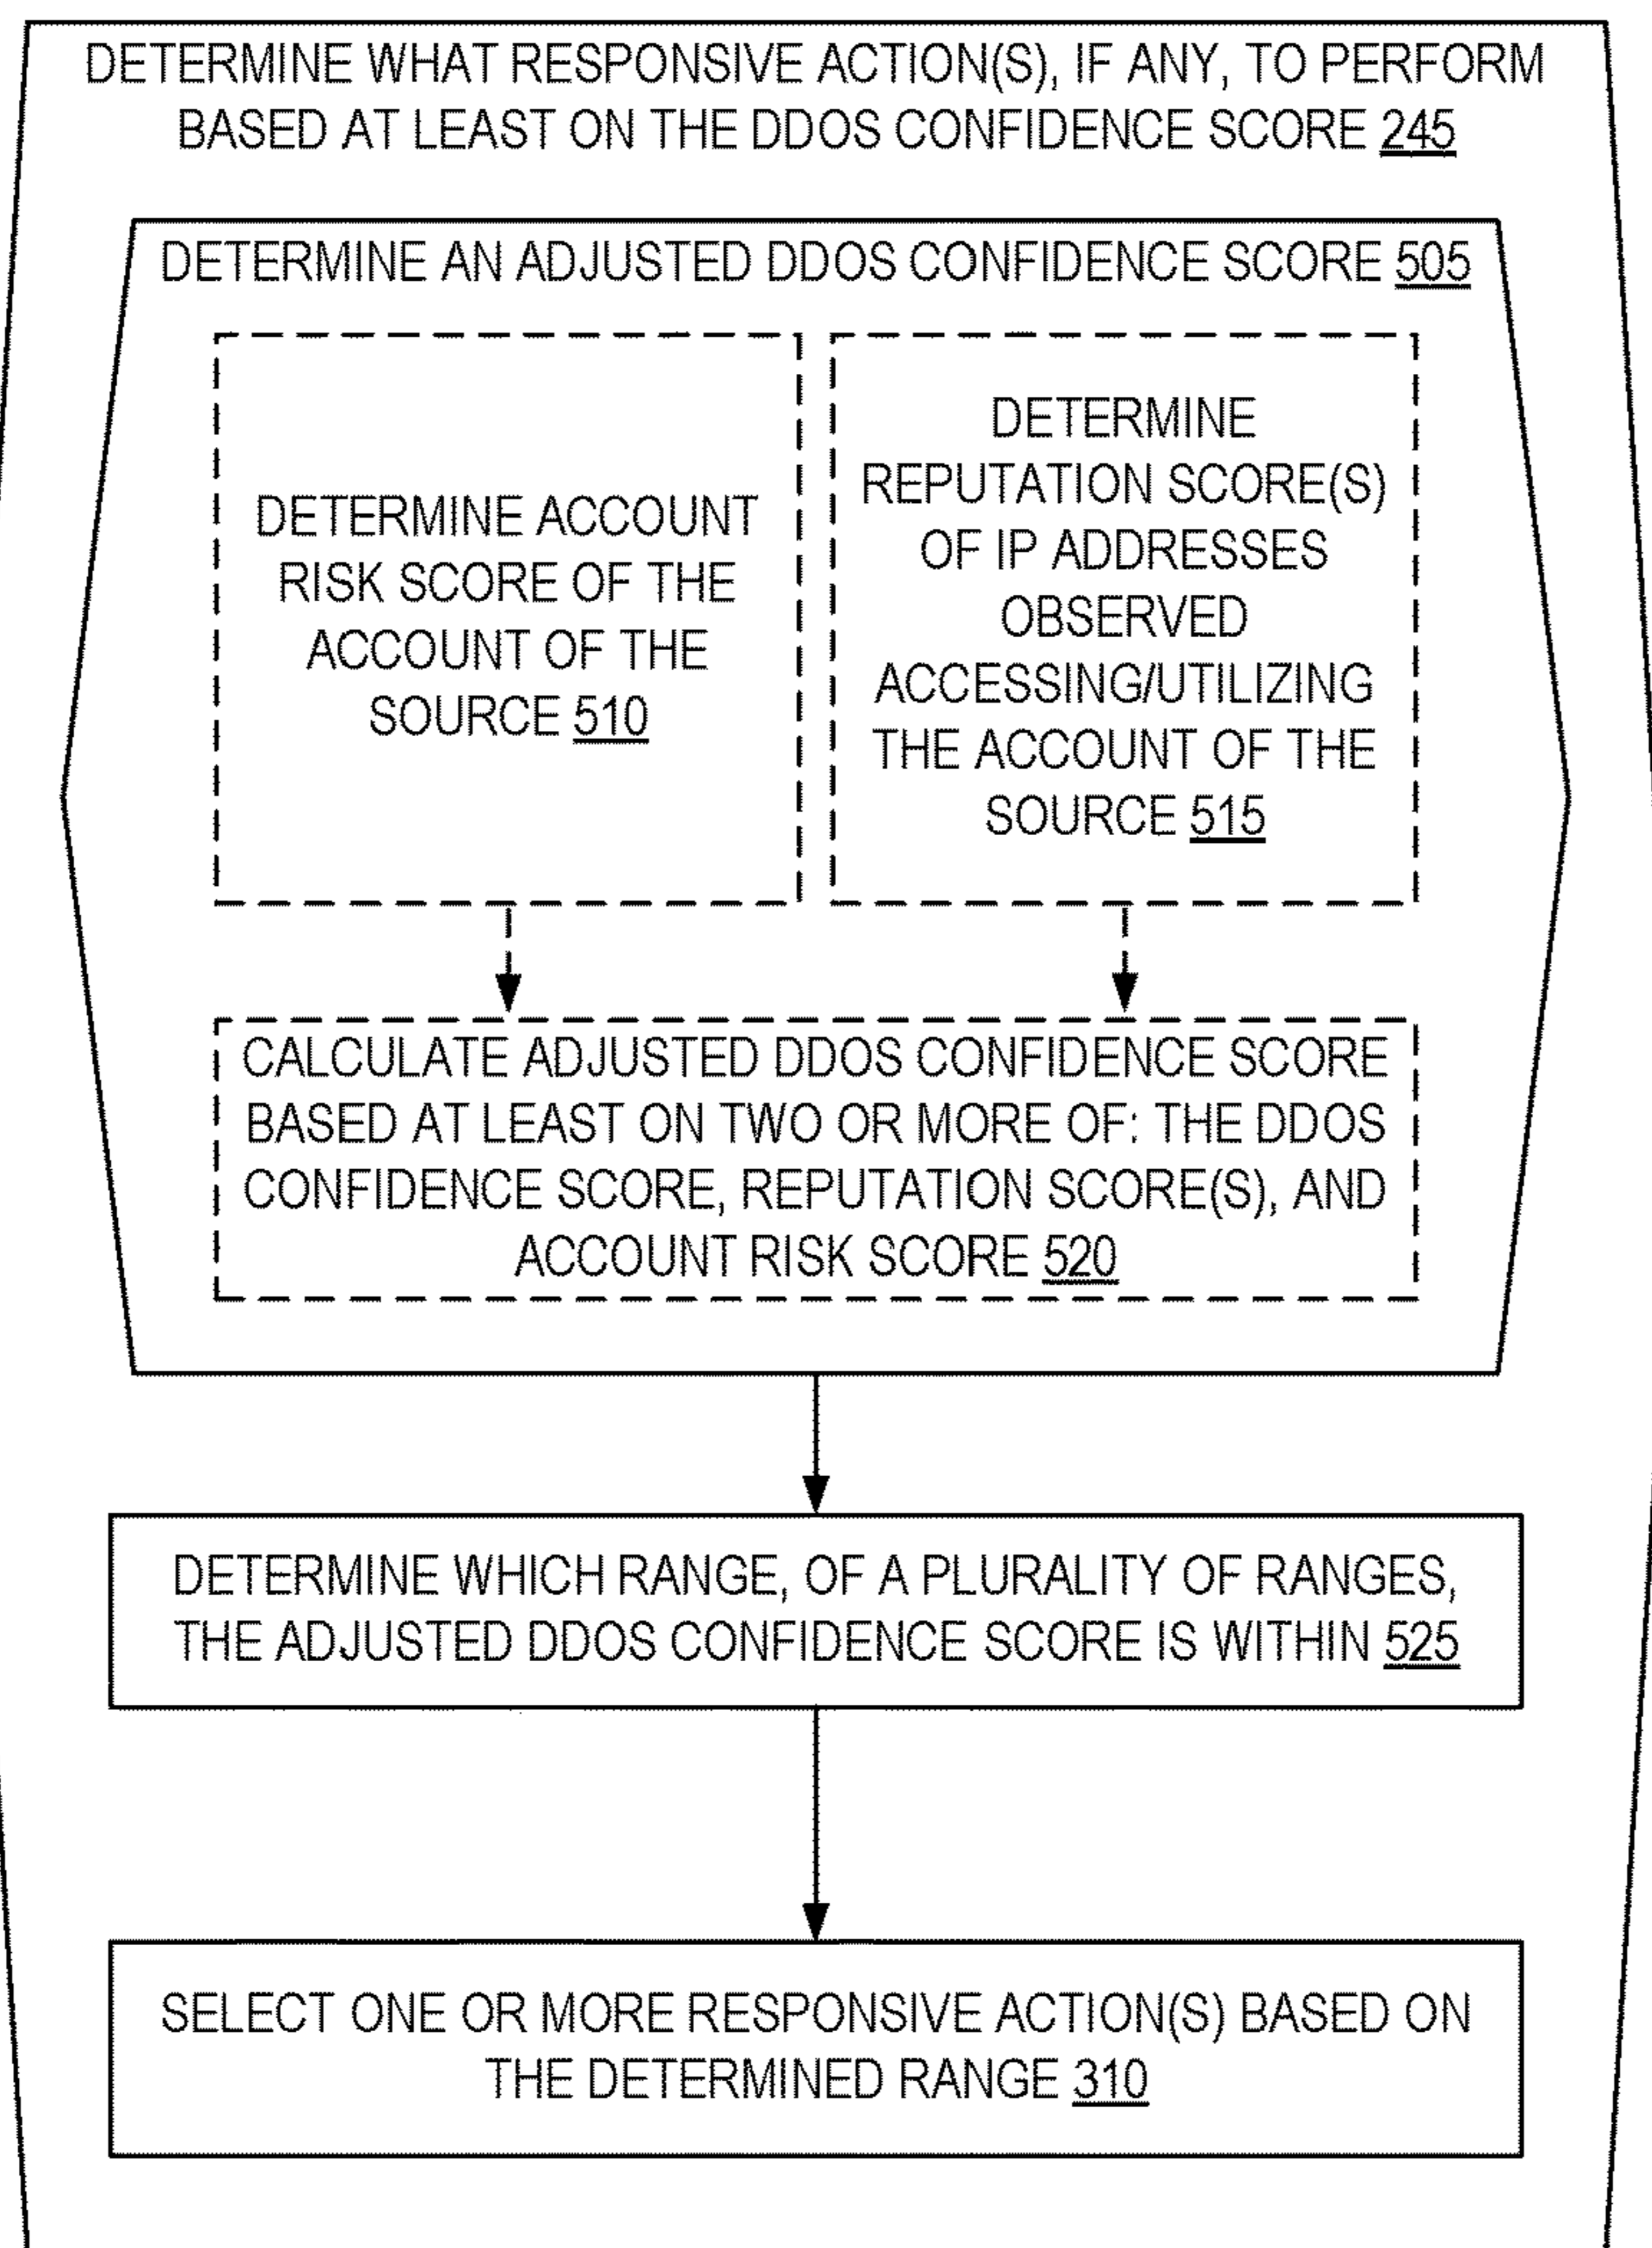 DETERMINE WHAT RESPONSIVE ACTION(S), IF ANY, TO PERFORM
BASED AT LEAST ON THE DDOS CONFIDENCE SCORE 245
DETERMINE AN ADJUSTED DDOS CONFIDENCE SCORE 505
DETERMINE ACCOUNT
RISK SCORE OF THE
ACCOUNT OF THE
SOURCE 510
DETERMINE
REPUTATION SCORE(S)
OF IP ADDRESSES
OBSERVED
ACCESSING/UTILIZING
THE ACCOUNT OF THE
SOURCE 515
CALCULATE ADJUSTED DDOS CONFIDENCE SCORE
BASED AT LEAST ON TWO OR MORE OF: THE DDOS
CONFIDENCE SCORE, REPUTATION SCORE(S), AND
ACCOUNT RISK SCORE 520
DETERMINE WHICH RANGE, OF A PLURALITY OF RANGES,
THE ADJUSTED DDOS CONFIDENCE SCORE IS WITHIN 525
SELECT ONE OR MORE RESPONSIVE ACTION(S) BASED ON
THE DETERMINED RANGE 310